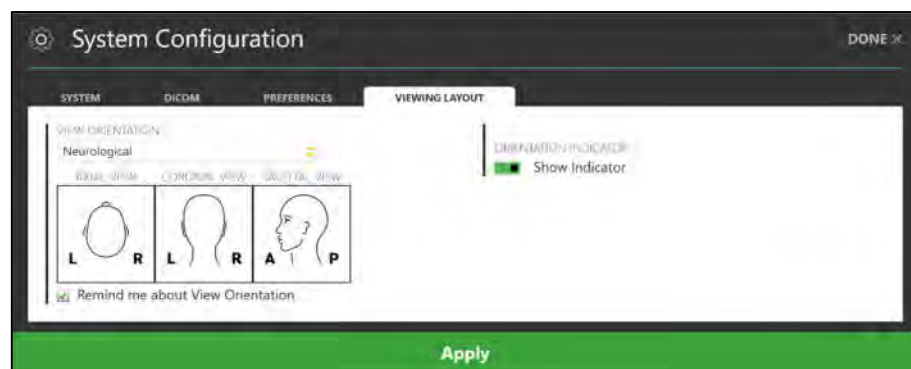 System Configuration
DONE ×
SYSTEM DICOM PREFERENCES VIEWING LAYOUT
VIEW ORIENTATION
Neurological
AXIAL VIEW CORONAL VIEW SAGITTAL VIEW
L R L R A P
Remind me about View Orientation
ORIENTATION INDICATOR
Show Indicator
Apply